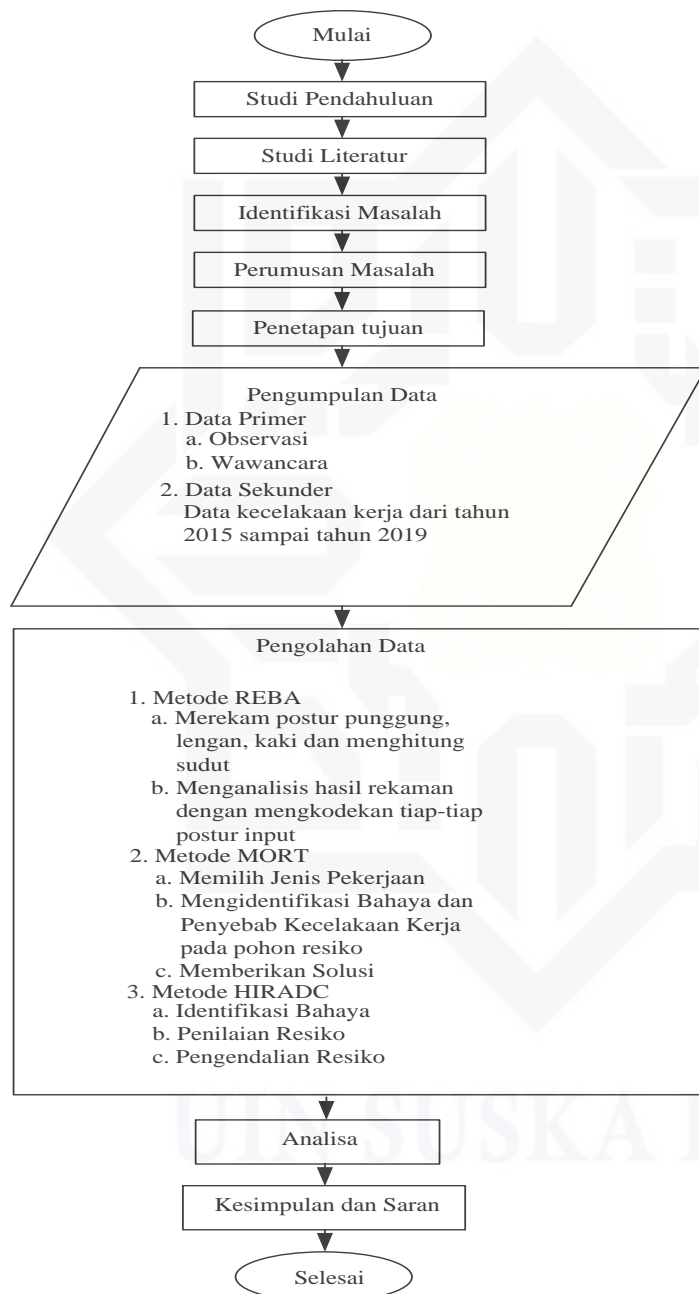 Mulai
Studi Pendahuluan
Studi Literatur
Identifikasi Masalah
Perumusan Masalah
Penetapan tujuan
Pengumpulan Data
1. Data Primer
a. Observasi
b. Wawancara
2. Data Sekunder
Data kecelakaan kerja dari tahun
2015 sampai tahun 2019
Pengolahan Data
1. Metode REBA
a. Merekam postur punggung,
lengan, kaki dan menghitung
sudut
b. Menganalisis hasil rekaman
dengan mengkodekan tiap-tiap
postur input
2. Metode MORT
a. Memilih Jenis Pekerjaan
b. Mengidentifikasi Bahaya dan
Penyebab Kecelakaan Kerja
pada pohon resiko
c. Memberikan Solusi
3. Metode HIRADC
a. Identifikasi Bahaya
b. Penilaian Resiko
c. Pengendalian Resiko
UIN SUSKA
Analisa
Kesimpulan dan Saran
Selesai